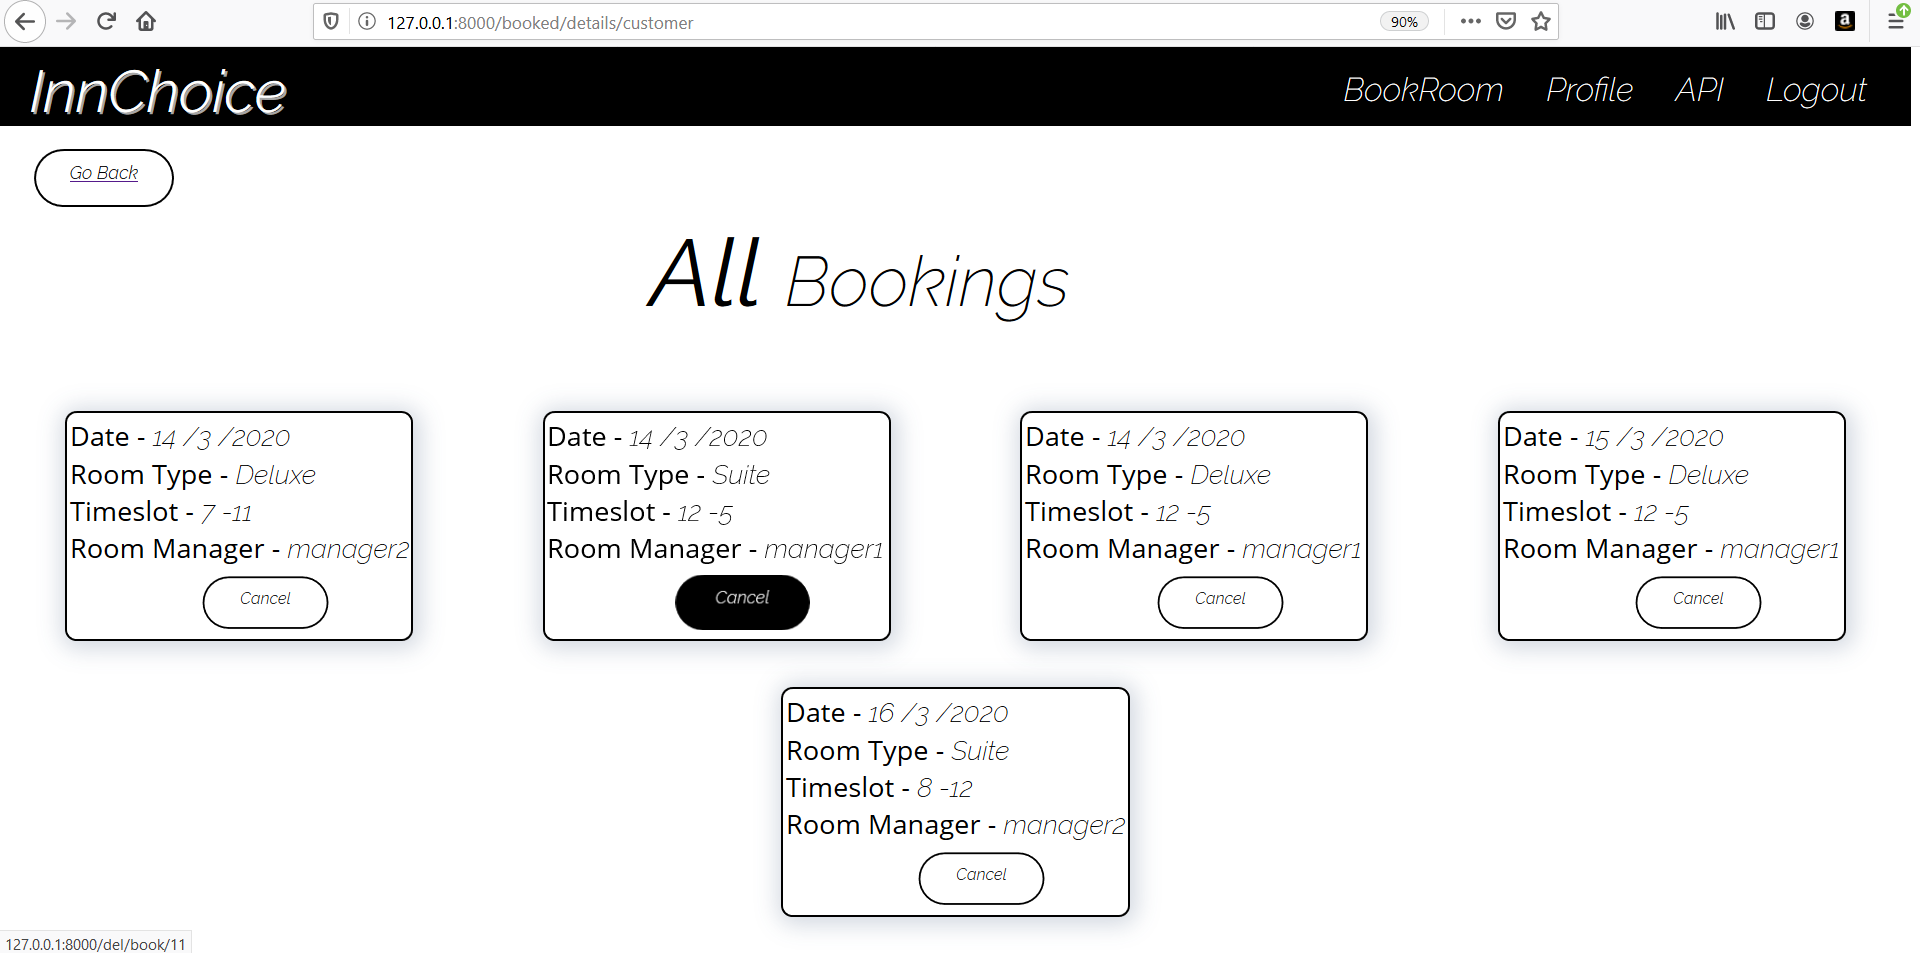 127.0.0.1:8000/booked/details/customer
90%
InnChoice
BookRoom Profile API Logout
Go Back
All Bookings
Date - 14 /3 /2020
Room Type - Deluxe
Timeslot - 7 -11
Room Manager - manager2
Cancel
Date - 14 /3 /2020
Room Type - Suite
Timeslot - 12 -5
Room Manager - manager1
Cancel
Date - 14 /3 /2020
Room Type - Deluxe
Timeslot - 12 -5
Room Manager - manager1
Cancel
Date - 15 /3 /2020
Room Type - Deluxe
Timeslot - 12 -5
Room Manager - manager1
Cancel
Date - 16 /3 /2020
Room Type - Suite
Timeslot - 8 -12
Room Manager - manager2
Cancel
127.0.0.1:8000/del/book/11